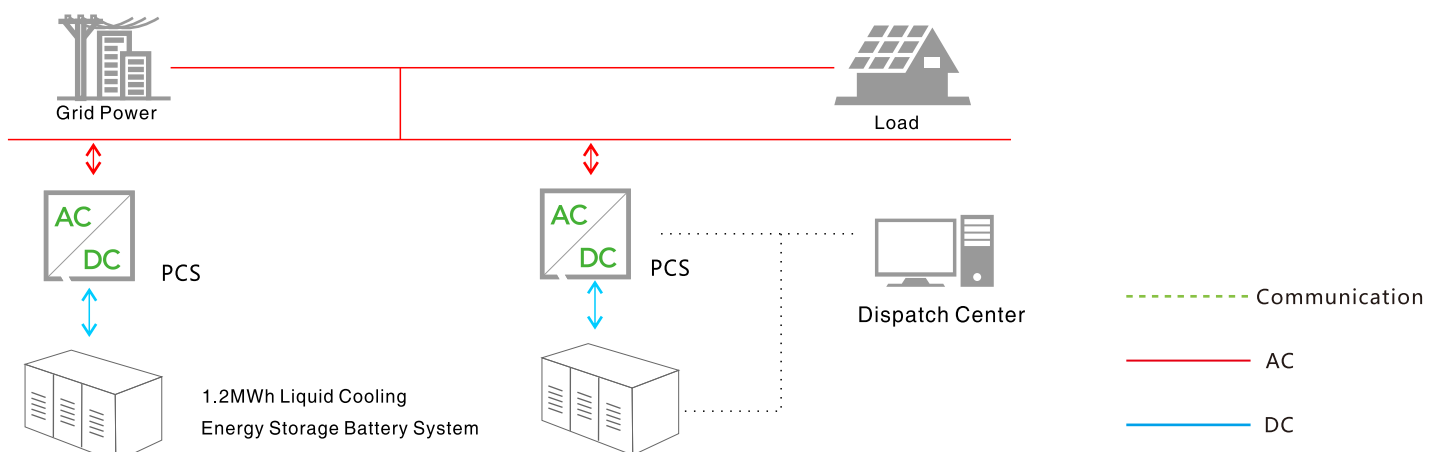 Grid Power
Load
AC
DC
PCS
AC
DC
PCS
Dispatch Center
Communication
AC
DC
1.2MWh Liquid Cooling
Energy Storage Battery System